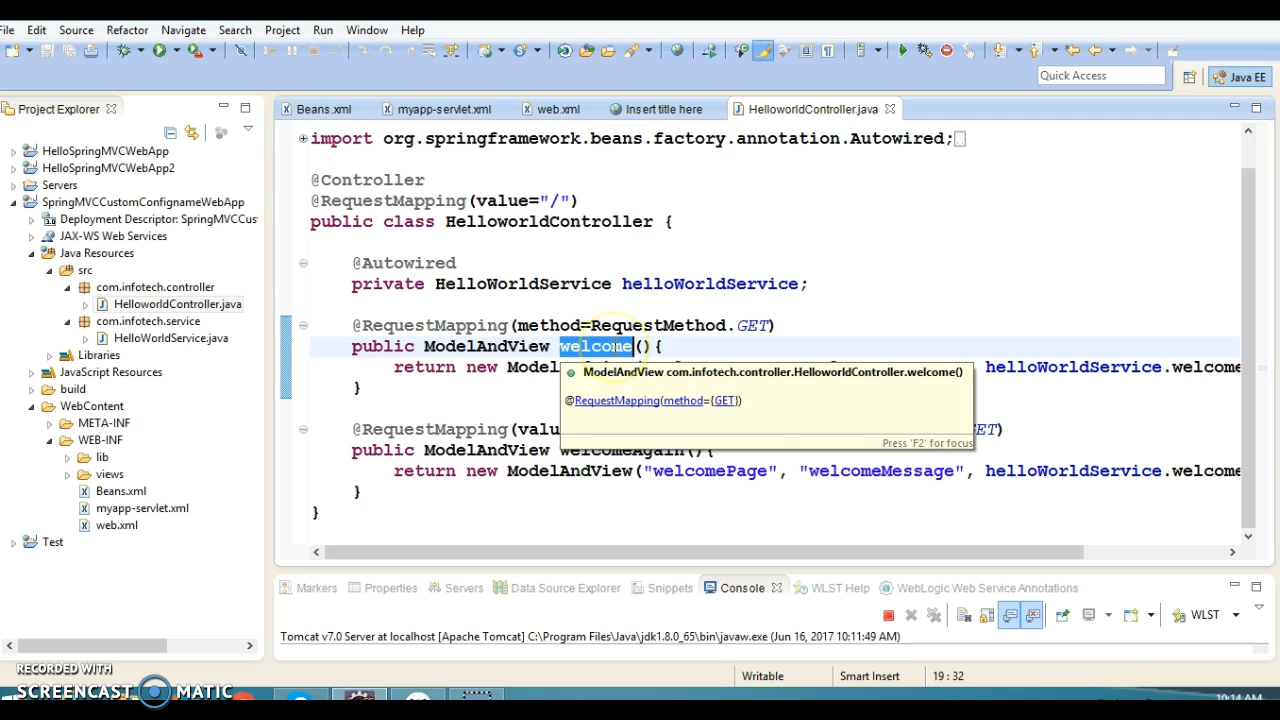 File Edit Source Refactor Navigate Search Project Run Window Help
Quick Access
Java EE
Project Explorer
Beans.xml myapp-servlet.xml web.xml Insert title here HelloworldController.java
HelloSpringMVCWebApp
HelloSpringMVCWebApp2
Servers
SpringMVCCustomConfignameWebApp
Deployment Descriptor: SpringMVCCus
JAX-WS Web Services
Java Resources
src
com.infotech.controller
HelloworldController.java
com.infotech.service
HelloWorldService.java
Libraries
JavaScript Resources
build
WebContent
META-INF
WEB-INF
lib
views
Beans.xml
myapp-servlet.xml
web.xml
Test
import org.springframework.beans.factory.annotation.Autowired;
@Controller
@RequestMapping(value="/")
public class HelloworldController {
@Autowired
private HelloWorldService helloWorldService;
@RequestMapping(method=RequestMethod.GET)
public ModelAndView welcome(){
return new Model helloWorldService.welcome
}
ModelAndView com.infotech.controller.HelloworldController.welcome()
@RequestMapping(method={GET})
Press 'F2' for focus
@RequestMapping(valu ET)
public ModelAndView welcomeAgain(){
return new ModelAndView("welcomePage", "welcomeMessage", helloWorldService.welcome
}
}
Markers Properties Servers Data Source Explorer Snippets Console WLST Help WebLogic Web Service Annotations
WLST
Tomcat v7.0 Server at localhost [Apache Tomcat] C:\Program Files\Java\jdk1.8.0_65\bin\javaw.exe (Jun 16, 2017 10:11:49 AM)
Writable Smart Insert 19 : 32
RECORDED WITH
SCREENCAST MATIC
10:14 AM